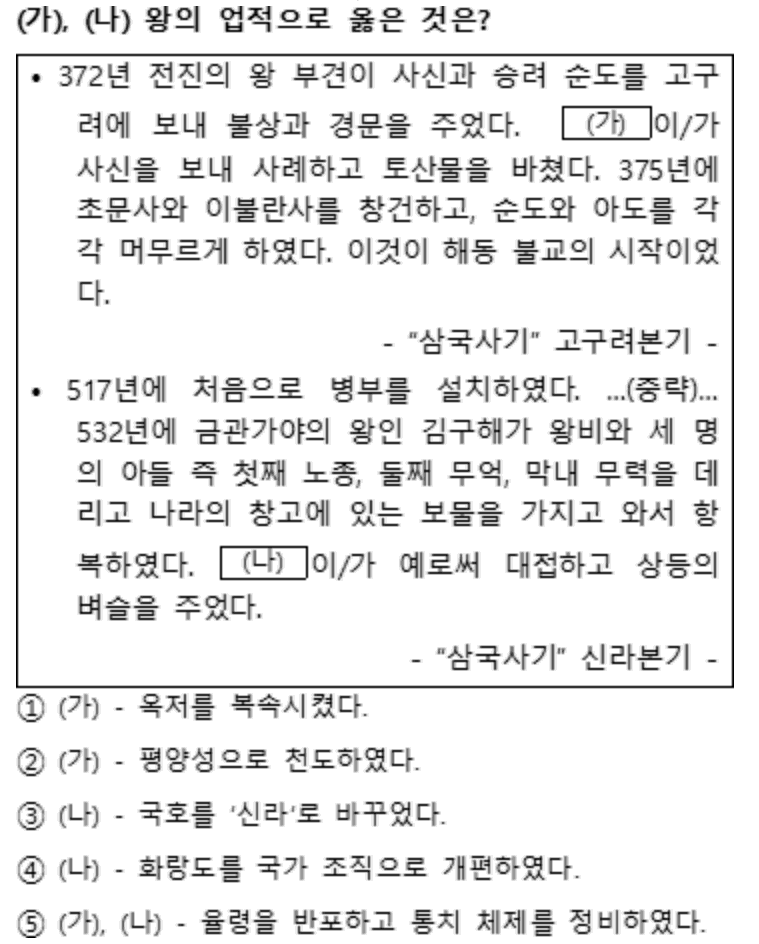 (가), (나) 왕의 업적으로 옳은 것은?
• 372년 전진의 왕 부견이 사신과 승려 순도를 고구
려에 보내 불상과 경문을 주었다. (가) 이/가
사신을 보내 사례하고 토산물을 바쳤다. 375년에
초문사와 이불란사를 창건하고, 순도와 아도를 각
각 머무르게 하였다. 이것이 해동 불교의 시작이었
다.
- "삼국사기" 고구려본기 -
• 517년에 처음으로 병부를 설치하였다. ...(중략)...
532년에 금관가야의 왕인 김구해가 왕비와 세 명
의 아들 즉 첫째 노종, 둘째 무억, 막내 무력을 데
리고 나라의 창고에 있는 보물을 가지고 와서 항
복하였다. (나) 이/가 예로써 대접하고 상등의
벼슬을 주었다.
- "삼국사기" 신라본기 -
① (가) - 옥저를 복속시켰다.
② (가) - 평양성으로 천도하였다.
③ (나) - 국호를 '신라'로 바꾸었다.
④ (나) - 화랑도를 국가 조직으로 개편하였다.
⑤ (가), (나) - 율령을 반포하고 통치 체제를 정비하였다.